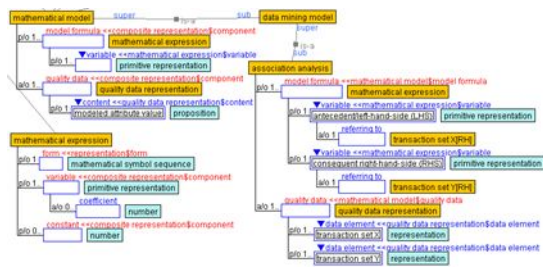 mathematical model
super
is-a
sub
data mining model
super
is-a
sub
model formula <<composite representation$component
p/o 1
mathematical expression
▼variable <<mathematical expression$variable
p/o 1
primitive representation
quality data <<composite representation$component
a/o 1
quality data representation
▼content <<quality data representation$content
p/o 1
modeled attribute value
proposition
mathematical expression
form <<representation$form
p/o 1
mathematical symbol sequence
variable <<composite representation$component
p/o 1
primitive representation
coefficient
a/o 0
number
constant <<composite representation$component
p/o 0
number
association analysis
model formula <<mathematical model$model formula
p/o 1
mathematical expression
▼variable <<mathematical expression$variable
p/o 1
antecedent/left-hand-side (LHS)
primitive representation
referring to
a/o 1
transaction set X[RH]
▼variable <<mathematical expression$variable
p/o 1
consequent right-hand-side (RHS)
primitive representation
referring to
a/o 1
transaction set Y[RH]
quality data <<mathematical model$quality data
a/o 1
quality data representation
▼data element <<quality data representation$data element
p/o 1
transaction set X
representation
▼data element <<quality data representation$data element
p/o 1
transaction set Y
representation